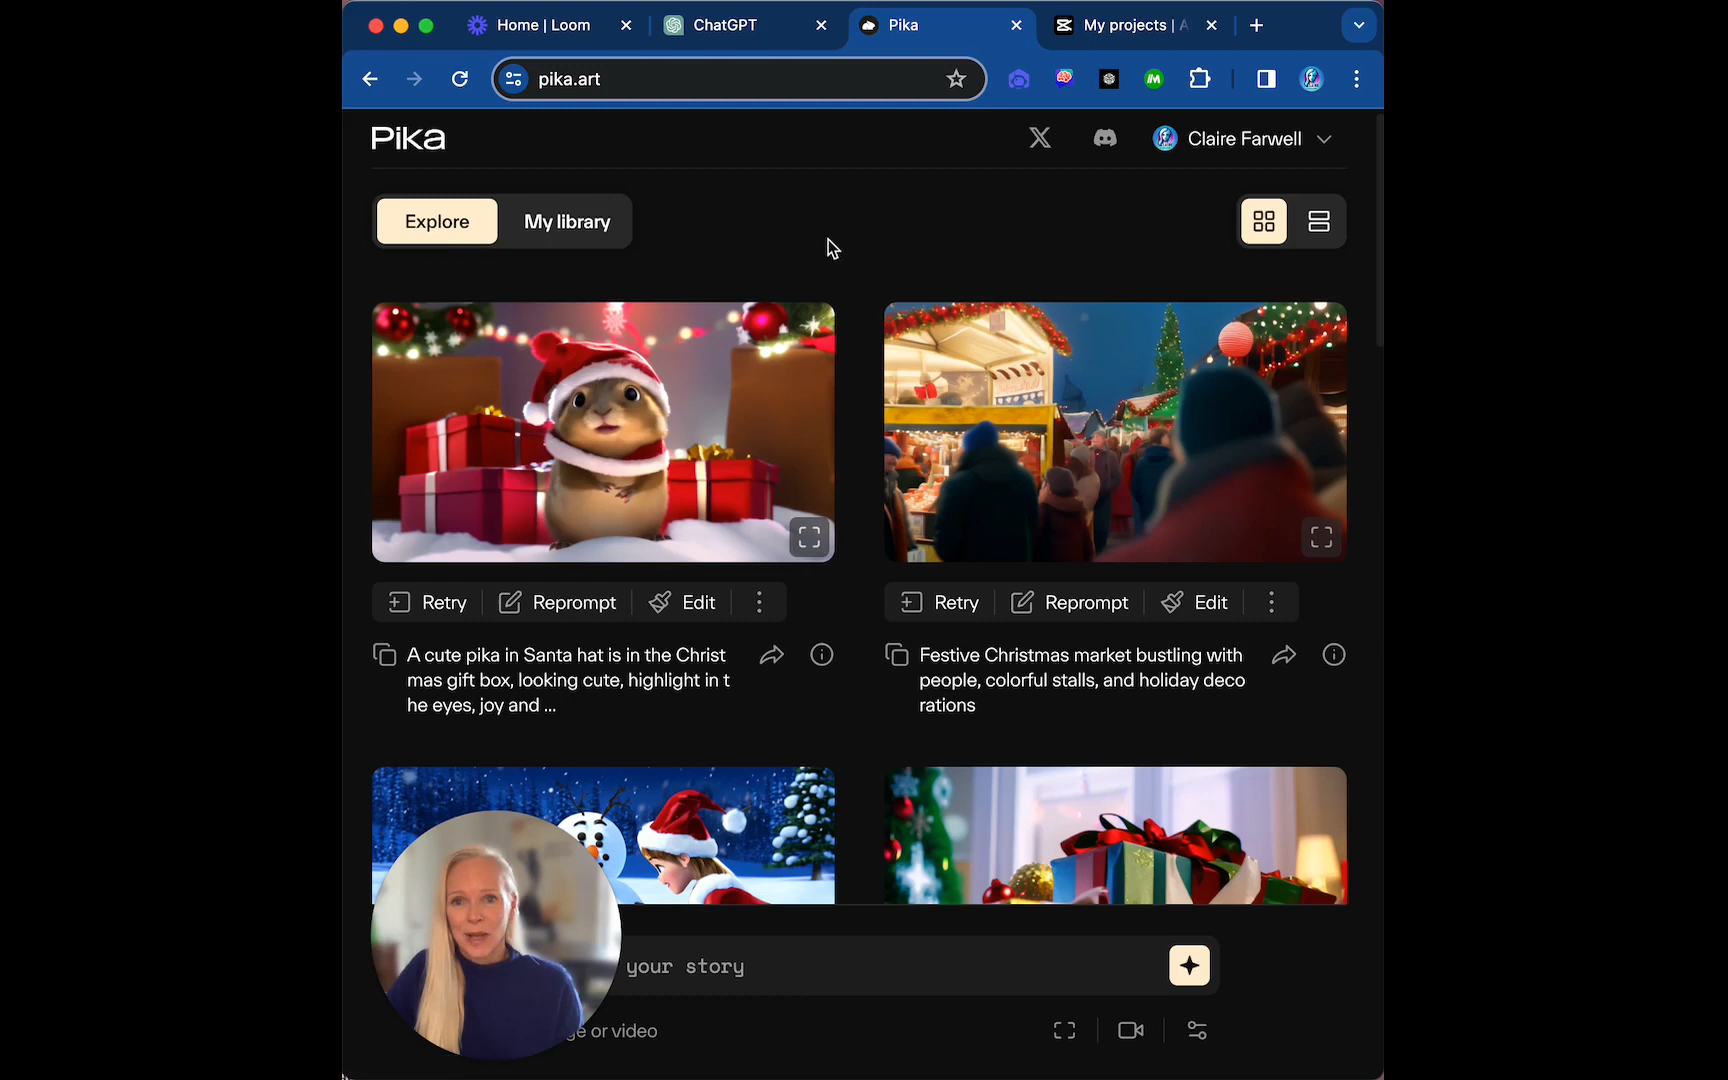 Home | Loom
ChatGPT
Pika
My projects | A
pika.art
Pika
Claire Farwell
Explore
My library
Retry
Reprompt
Edit
Retry
Reprompt
Edit
A cute pika in Santa hat is in the Christ
mas gift box, looking cute, highlight in t
he eyes, joy and ...
Festive Christmas market bustling with
people, colorful stalls, and holiday deco
rations
your story
ge or video